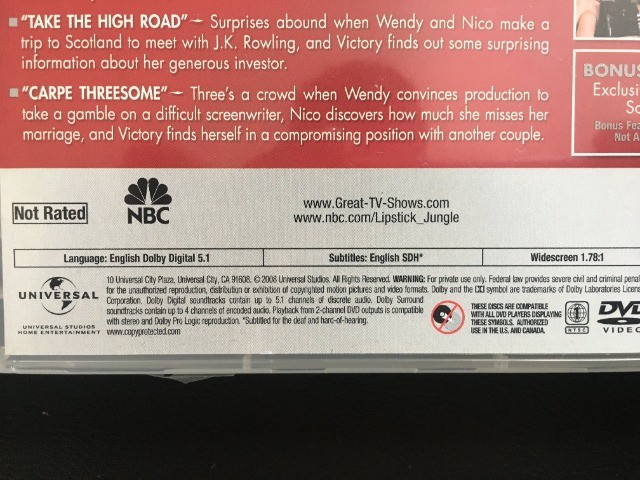 "TAKE THE HIGH ROAD" – Surprises abound when Wendy and Nico make a
trip to Scotland to meet with J.K. Rowling, and Victory finds out some surprising
information about her generous investor.
"CARPE THREESOME" – Three's a crowd when Wendy convinces production to
take a gamble on a difficult screenwriter, Nico discovers how much she misses her
marriage, and Victory finds herself in a compromising position with another couple.
BONUS
Exclusi
Bonus Fea
Not A
Not Rated
NBC
www.Great-TV-Shows.com
www.nbc.com/Lipstick_Jungle
Language: English Dolby Digital 5.1
Subtitles: English SDH*
Widescreen 1.78:1
UNIVERSAL
UNIVERSAL STUDIOS
HOME ENTERTAINMENT
10 Universal City Plaza, Universal City, CA 91608. © 2008 Universal Studios. All Rights Reserved. WARNING: For private use only. Federal law provides severe civil and criminal penal
for the unauthorized reproduction, distribution or exhibition of copyrighted motion pictures and video formats. Dolby and the DD symbol are trademarks of Dolby Laboratories Licens
Corporation. Dolby Digital soundtracks contain up to 5.1 channels of discrete audio. Dolby Surround
soundtracks contain up to 4 channels of encoded audio. Playback from 2-channel DVD outputs is compatible
with stereo and Dolby Pro Logic reproduction. *Subtitled for the deaf and hard-of-hearing.
www.copyprotected.com
THESE DISCS ARE COMPATIBLE
WITH ALL DVD PLAYERS DISPLAYING
THESE SYMBOLS. AUTHORIZED
USE IN THE U.S. AND CANADA.
NTSC
DVD
VIDEO